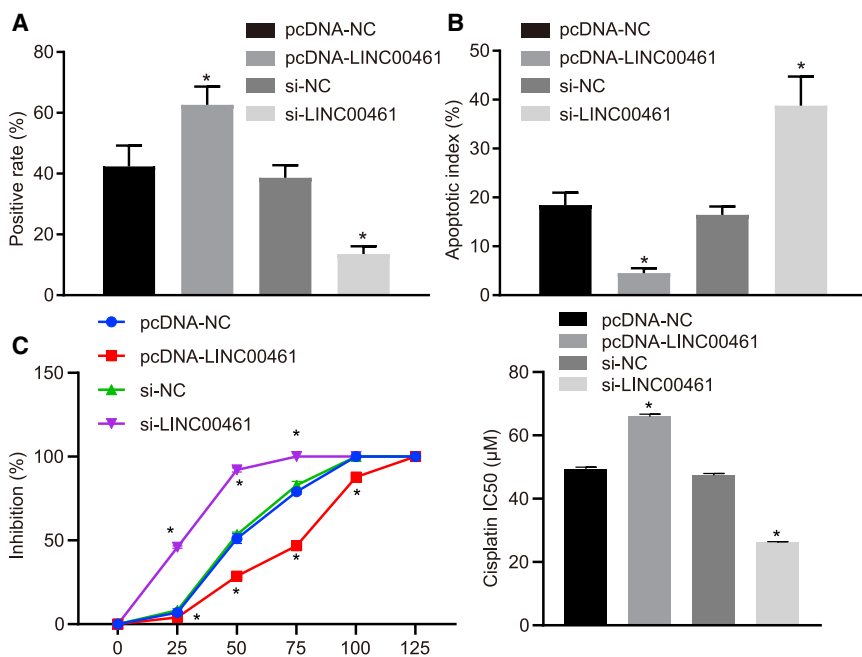 A
pcDNA-NC
pcDNA-LINC00461
si-NC
si-LINC00461
Positive rate (%)
80
60
40
20
0
*
*
B
pcDNA-NC
pcDNA-LINC00461
si-NC
si-LINC00461
Apoptotic index (%)
50
40
30
20
10
0
*
*
C
pcDNA-NC
pcDNA-LINC00461
si-NC
si-LINC00461
Inhibition (%)
150
100
50
0
*
*
*
*
*
*
*
0 25 50 75 100 125
pcDNA-NC
pcDNA-LINC00461
si-NC
si-LINC00461
Cisplatin IC50 (µM)
80
60
40
20
0
*
*